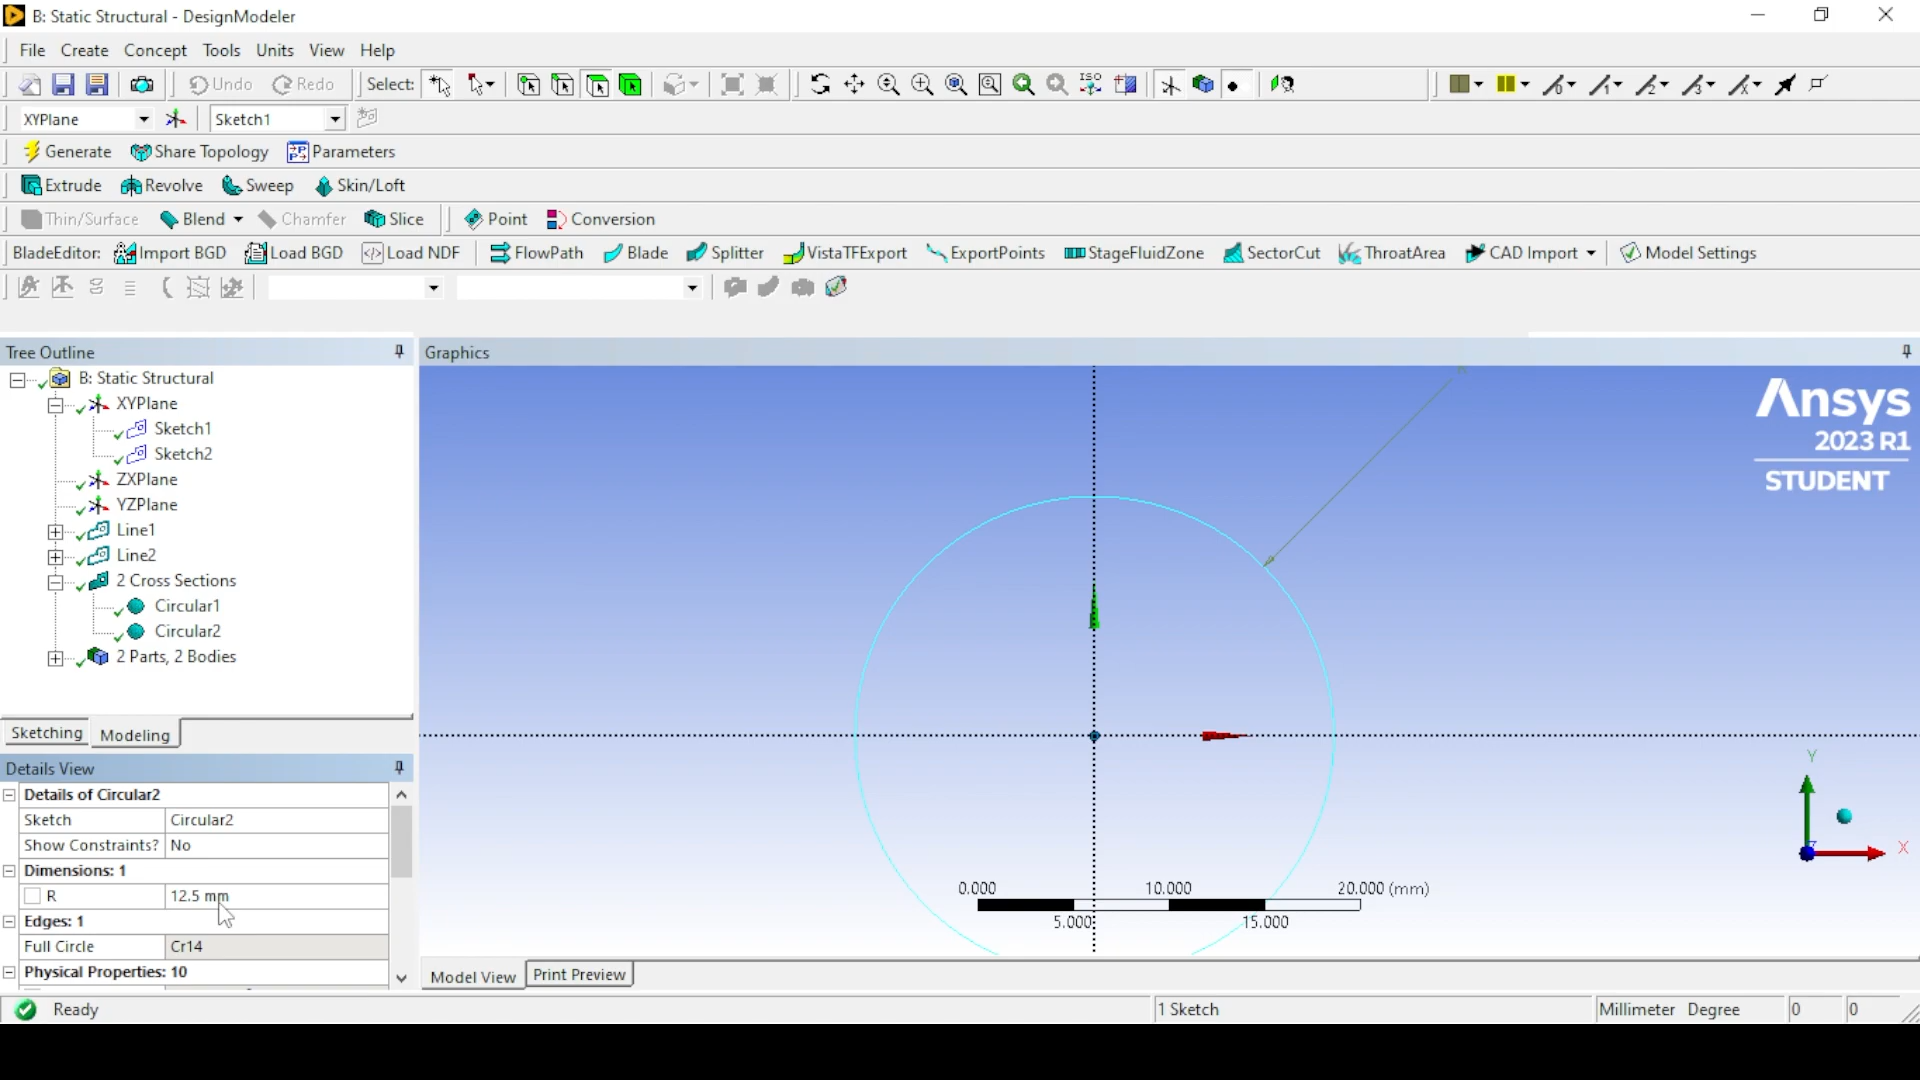 B: Static Structural - DesignModeler
File Create Concept Tools Units View Help
Undo Redo Select: ISO
XYPlane Sketch1
Generate Share Topology Parameters
Extrude Revolve Sweep Skin/Loft
Thin/Surface Blend Chamfer Slice Point Conversion
BladeEditor: Import BGD Load BGD Load NDF FlowPath Blade Splitter VistaTFExport ExportPoints StageFluidZone SectorCut ThroatArea CAD Import Model Settings
Tree Outline
B: Static Structural
XYPlane
Sketch1
Sketch2
ZXPlane
YZPlane
Line1
Line2
2 Cross Sections
Circular1
Circular2
2 Parts, 2 Bodies
Sketching Modeling
Details View
Details of Circular2
Sketch Circular2
Show Constraints? No
Dimensions: 1
R 12.5 mm
Edges: 1
Full Circle Cr14
Physical Properties: 10
Graphics
Ansys
2023 R1
STUDENT
Y
X
0.000 10.000 20.000 (mm)
5.000 15.000
Model View Print Preview
Ready 1 Sketch Millimeter Degree 0 0